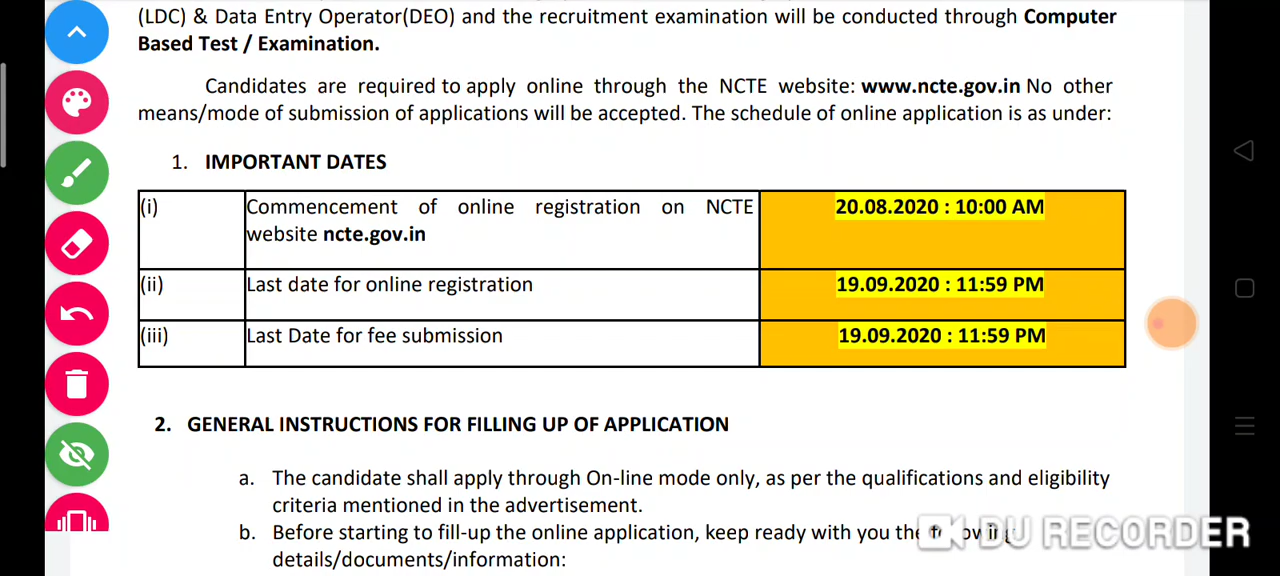 (LDC) & Data Entry Operator(DEO) and the recruitment examination will be conducted through Computer
Based Test / Examination.
Candidates are required to apply online through the NCTE website: www.ncte.gov.in No other
means/mode of submission of applications will be accepted. The schedule of online application is as under:
1. IMPORTANT DATES
(i) Commencement of online registration on NCTE 20.08.2020 : 10:00 AM
website ncte.gov.in
(ii) Last date for online registration 19.09.2020 : 11:59 PM
(iii) Last Date for fee submission 19.09.2020 : 11:59 PM
2. GENERAL INSTRUCTIONS FOR FILLING UP OF APPLICATION
a. The candidate shall apply through On-line mode only, as per the qualifications and eligibility
criteria mentioned in the advertisement.
b. Before starting to fill-up the online application, keep ready with you the
details/documents/information:
DU RECORDER